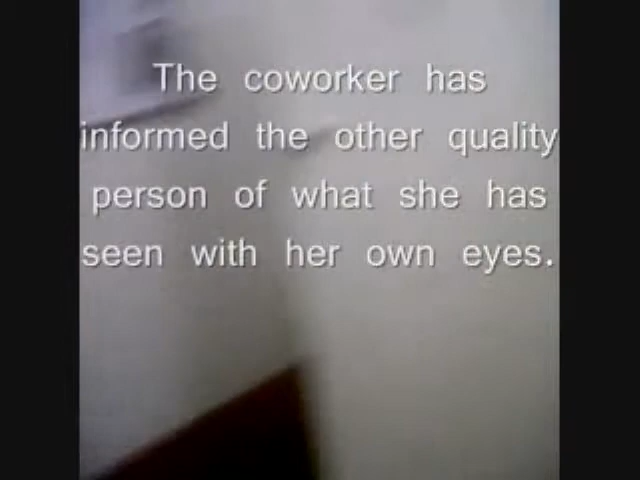 The coworker has
informed the other quality
person of what she has
seen with her own eyes.